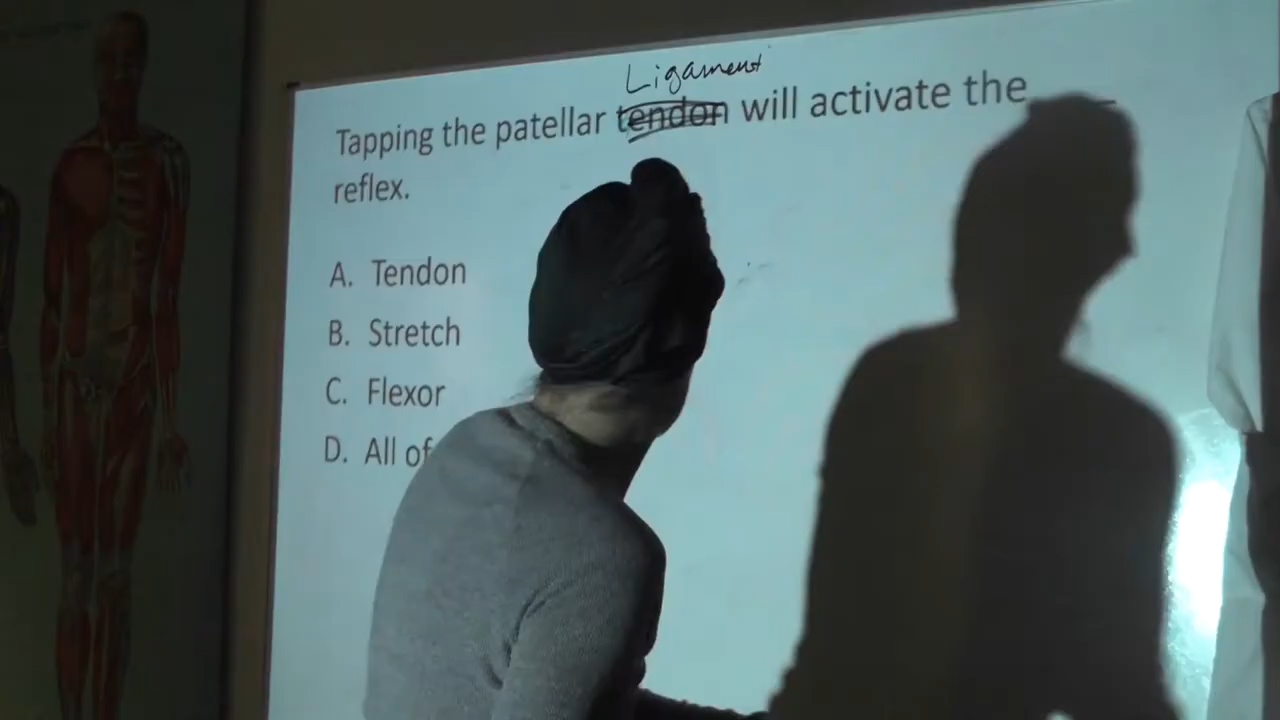 Ligament
Tapping the patellar tendon will activate the
reflex.
A. Tendon
B. Stretch
C. Flexor
D. All of